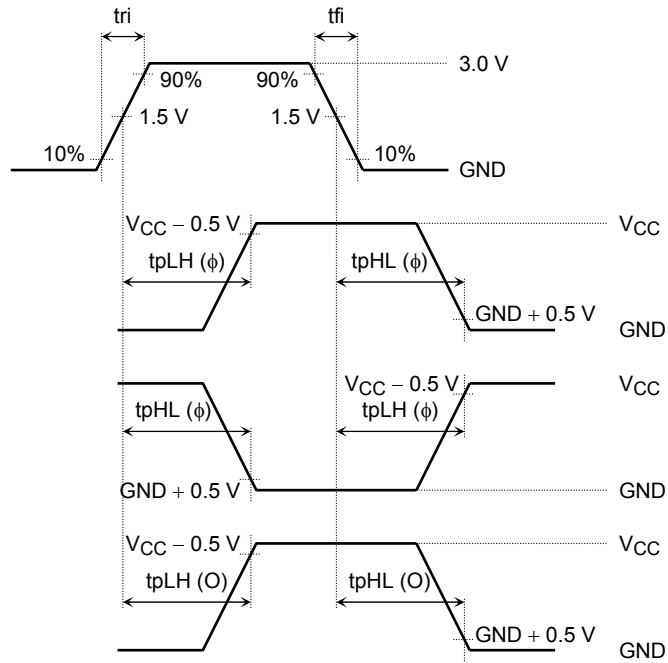 tri tfi
90% 90% 3.0 V
1.5 V 1.5 V
10% 10%
GND
VCC − 0.5 V VCC
tpLH (ϕ) tpHL (ϕ)
GND + 0.5 V
GND
VCC − 0.5 V VCC
tpHL (ϕ) tpLH (ϕ)
GND + 0.5 V GND
VCC − 0.5 V VCC
tpLH (O) tpHL (O)
GND + 0.5 V
GND